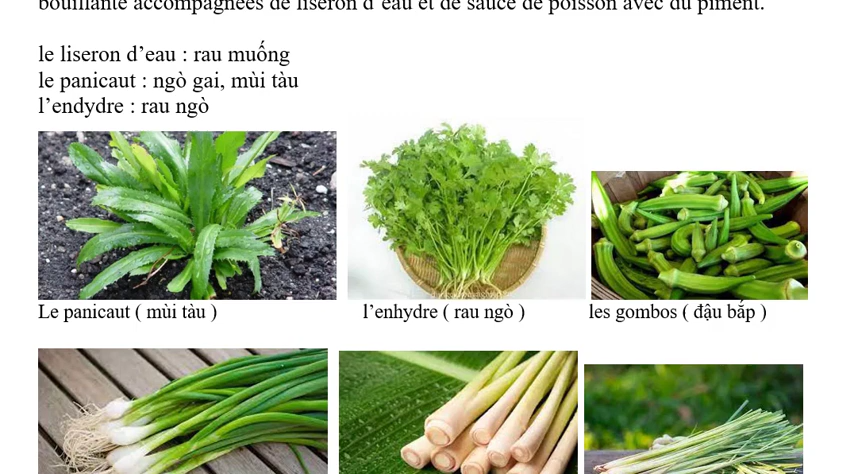 bouillante accompagnées de liseron d’eau et de sauce de poisson avec du piment.
le liseron d’eau : rau muống
le panicaut : ngò gai, mùi tàu
l’endydre : rau ngò
Le panicaut ( mùi tàu )
l’enhydre ( rau ngò )
les gombos ( đậu bắp )